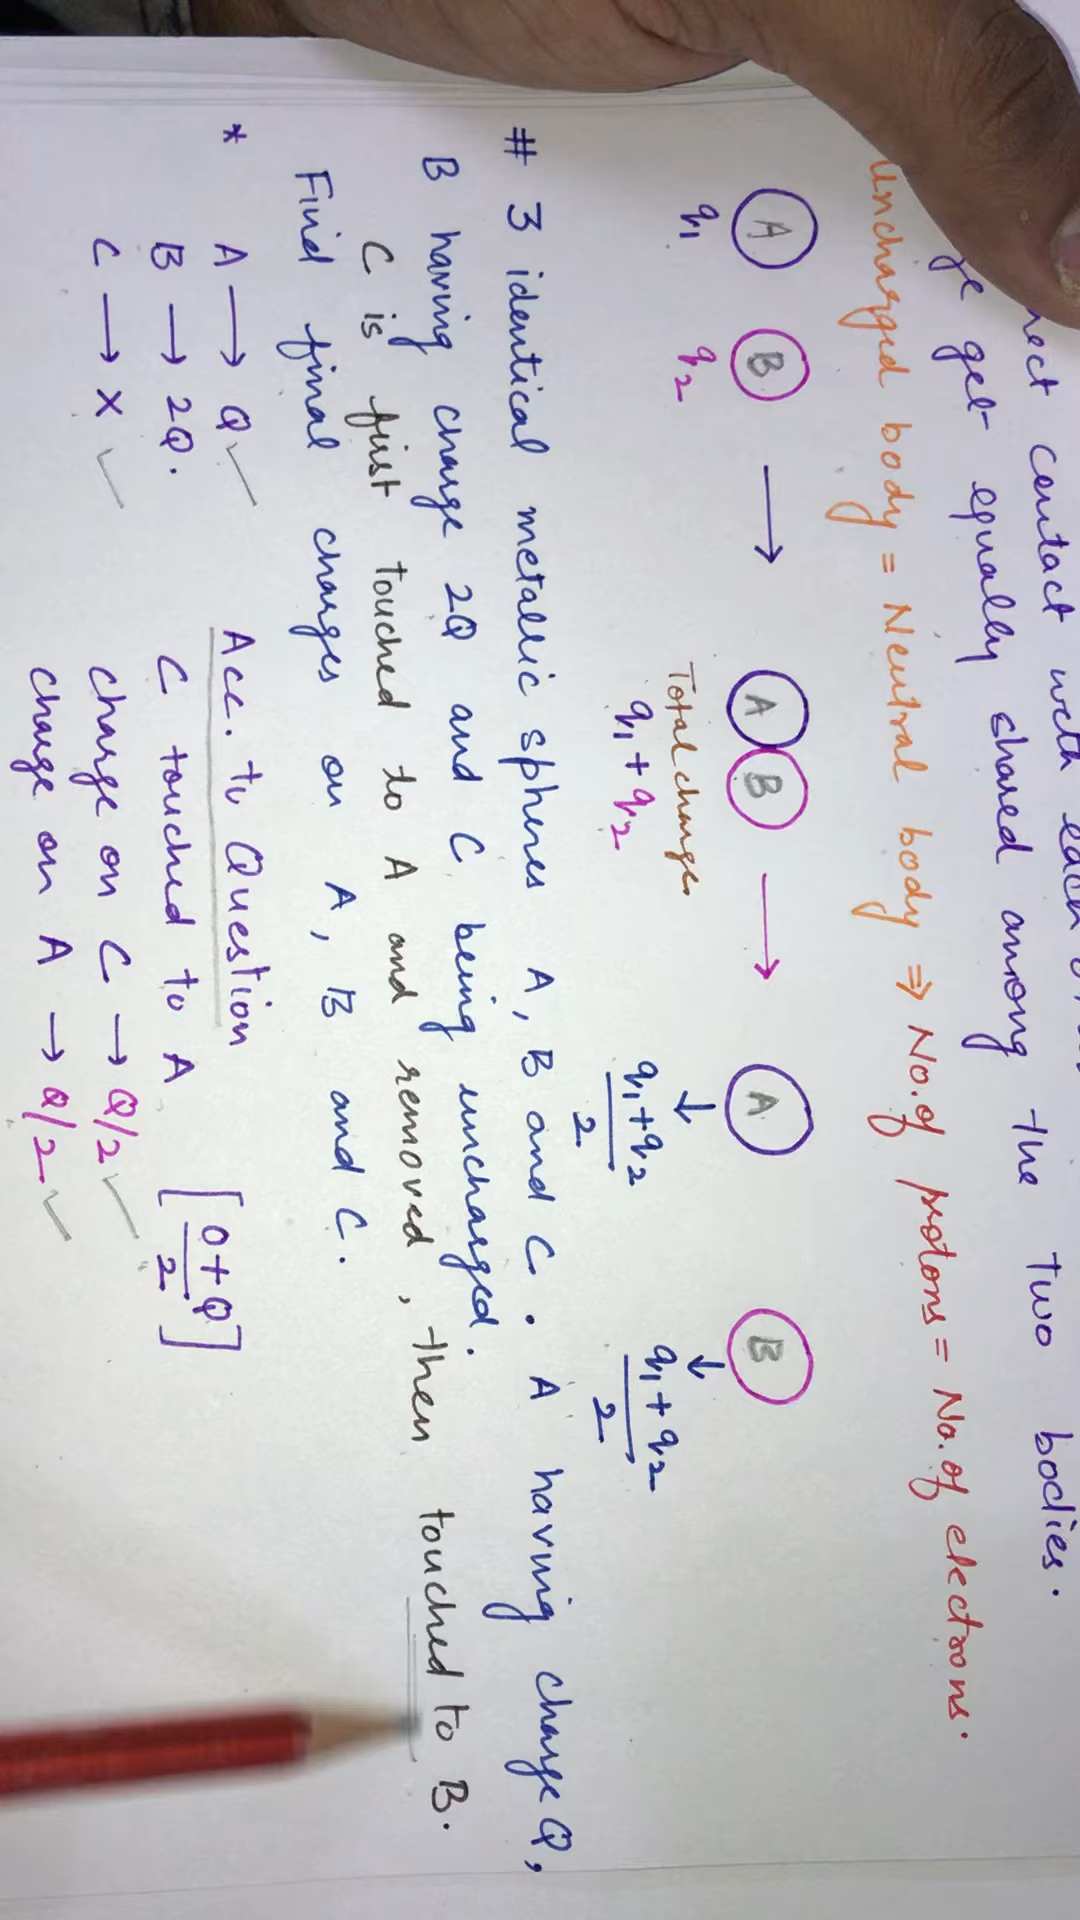 contact with each
get equally shared among the two bodies.
uncharged body = Neutral body ⇒ No. of protons = No. of electrons.
A B → A B → A B
q1 q2 Total charge. ↓ ↓
q1 + q2 q1+q2/2 q1+q2/2
# 3 identical metallic spheres A, B and C. A having charge Q,
B having charge 2Q and C being uncharged.
C is first touched to A and removed, then touched to B.
Find final charges on A, B and C.
* A → Q ✓ Acc. to Question
B → 2Q. C touched to A [0+Q/2]
C → X ✓ charge on C → Q/2 ✓
charge on A → Q/2 ✓